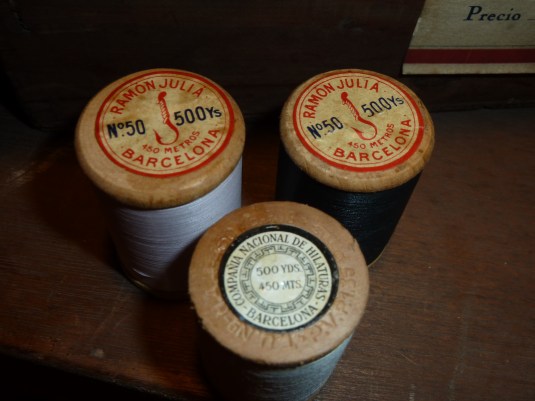 Precio
RAMON JULIA
Nº50 500Ys
450 METROS
BARCELONA
RAMON JULIA
Nº50 500Ys
450 METROS
BARCELONA
COMPAÑIA NACIONAL DE HILATURAS
500 YDS
450 MTS.
·BARCELONA·